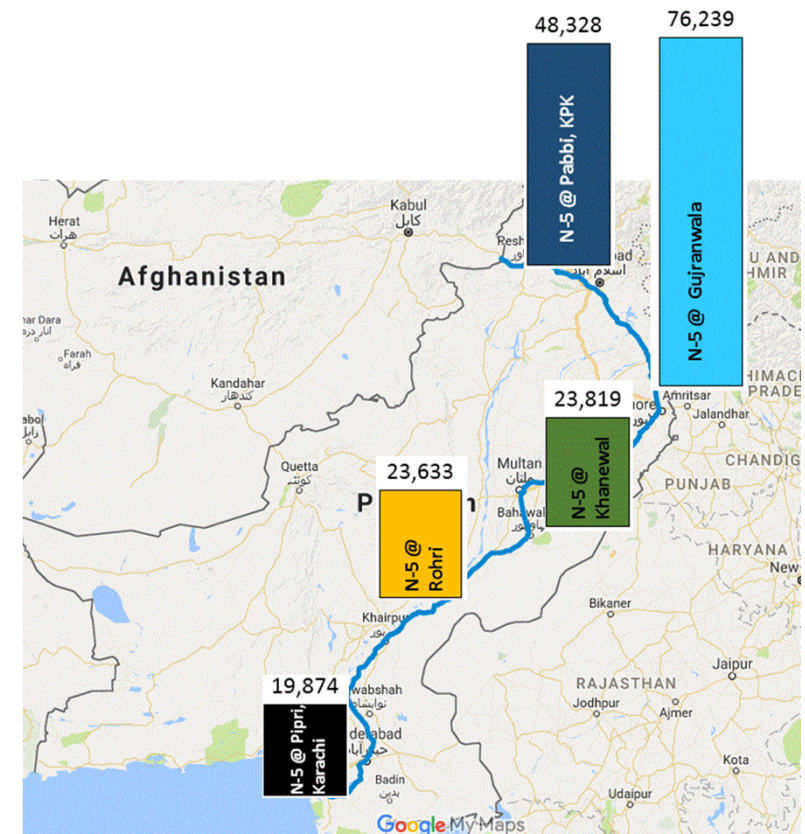 48,328
76,239
N-5 @ Pabbi, KPK
N-5 @ Gujranwala
Herat
هرات
Kabul
کابل
Afghanistan
Farah
فراه
Kandahar
کندهار
اسلام آباد
Amritsar
Jalandhar
23,819
N-5 @
Khanewal
Quetta
کوئٹہ
23,633
N-5 @
Rohri
Multan
ملتان
CHANDIG
PUNJAB
HARYANA
New
Bikaner
Jaipur
RAJASTHAN
Jodhpur
Ajmer
19,874
N-5 @ Pipri,
Karachi
نوابشاہ
Badin
بدین
Kota
Udaipur
Google My Maps